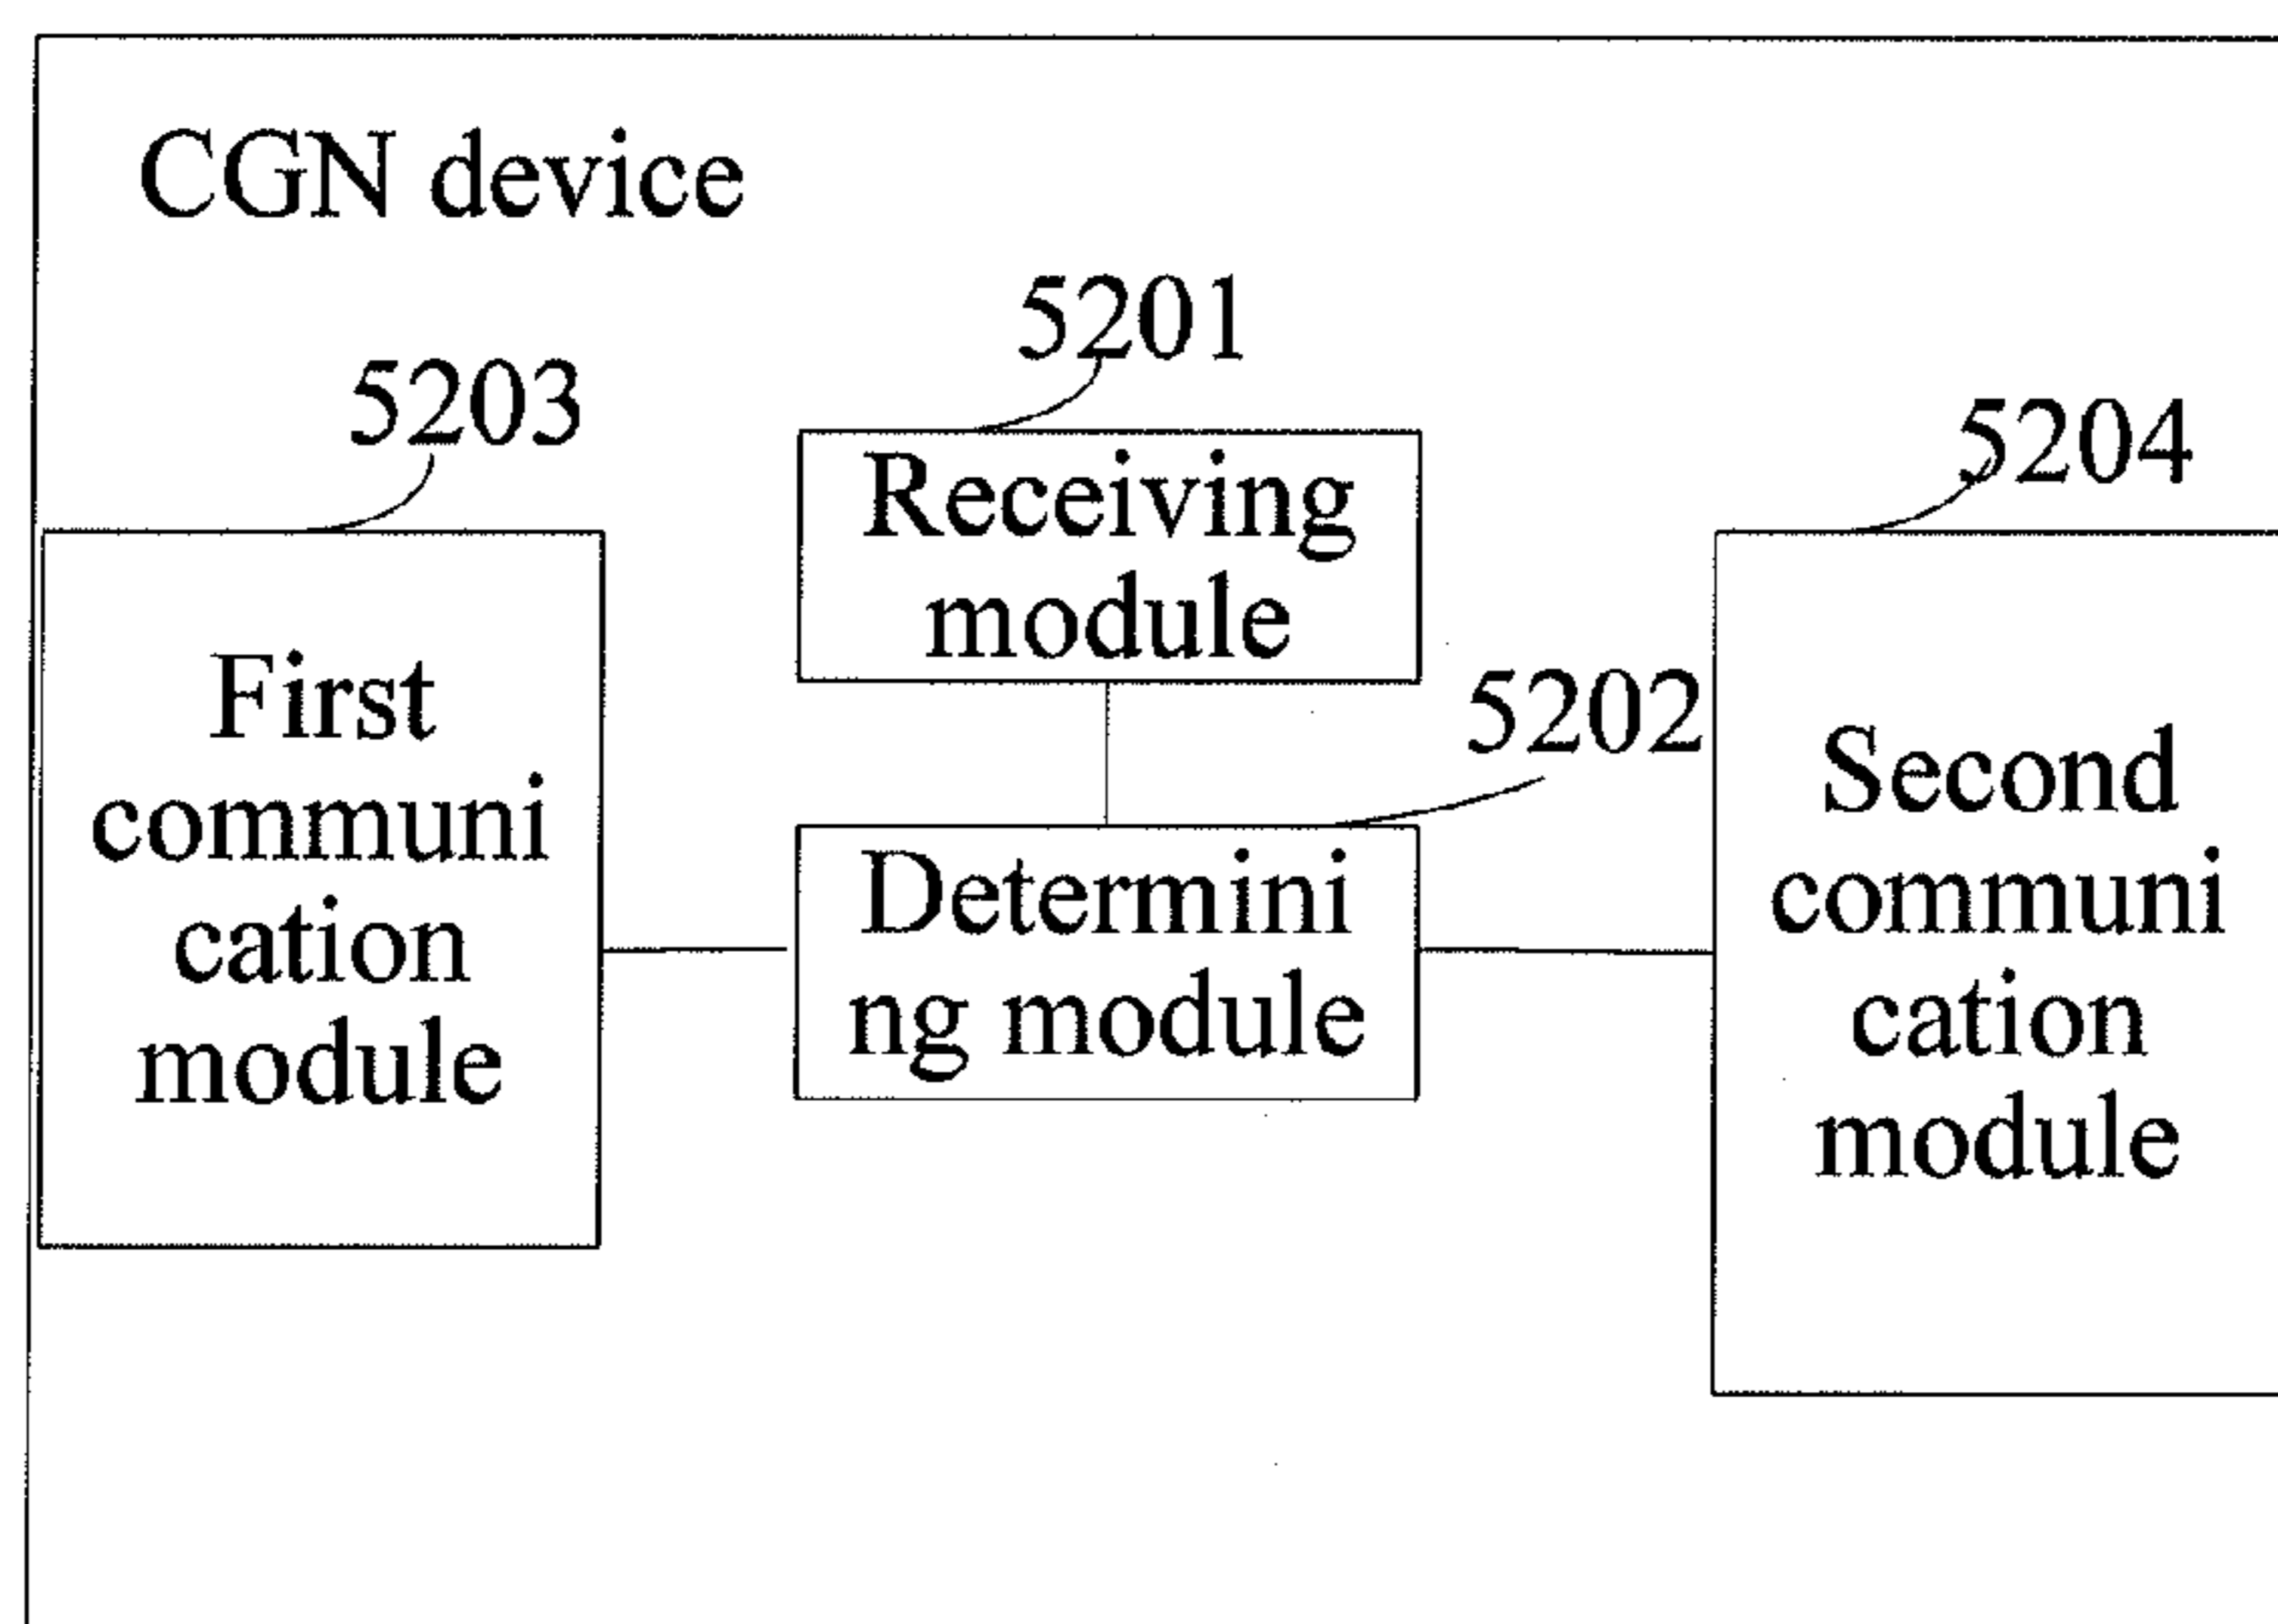 CGN device
5201
5203
5204
Receiving
module
5202
First
communi
cation
module
Determini
ng module
Second
communi
cation
module